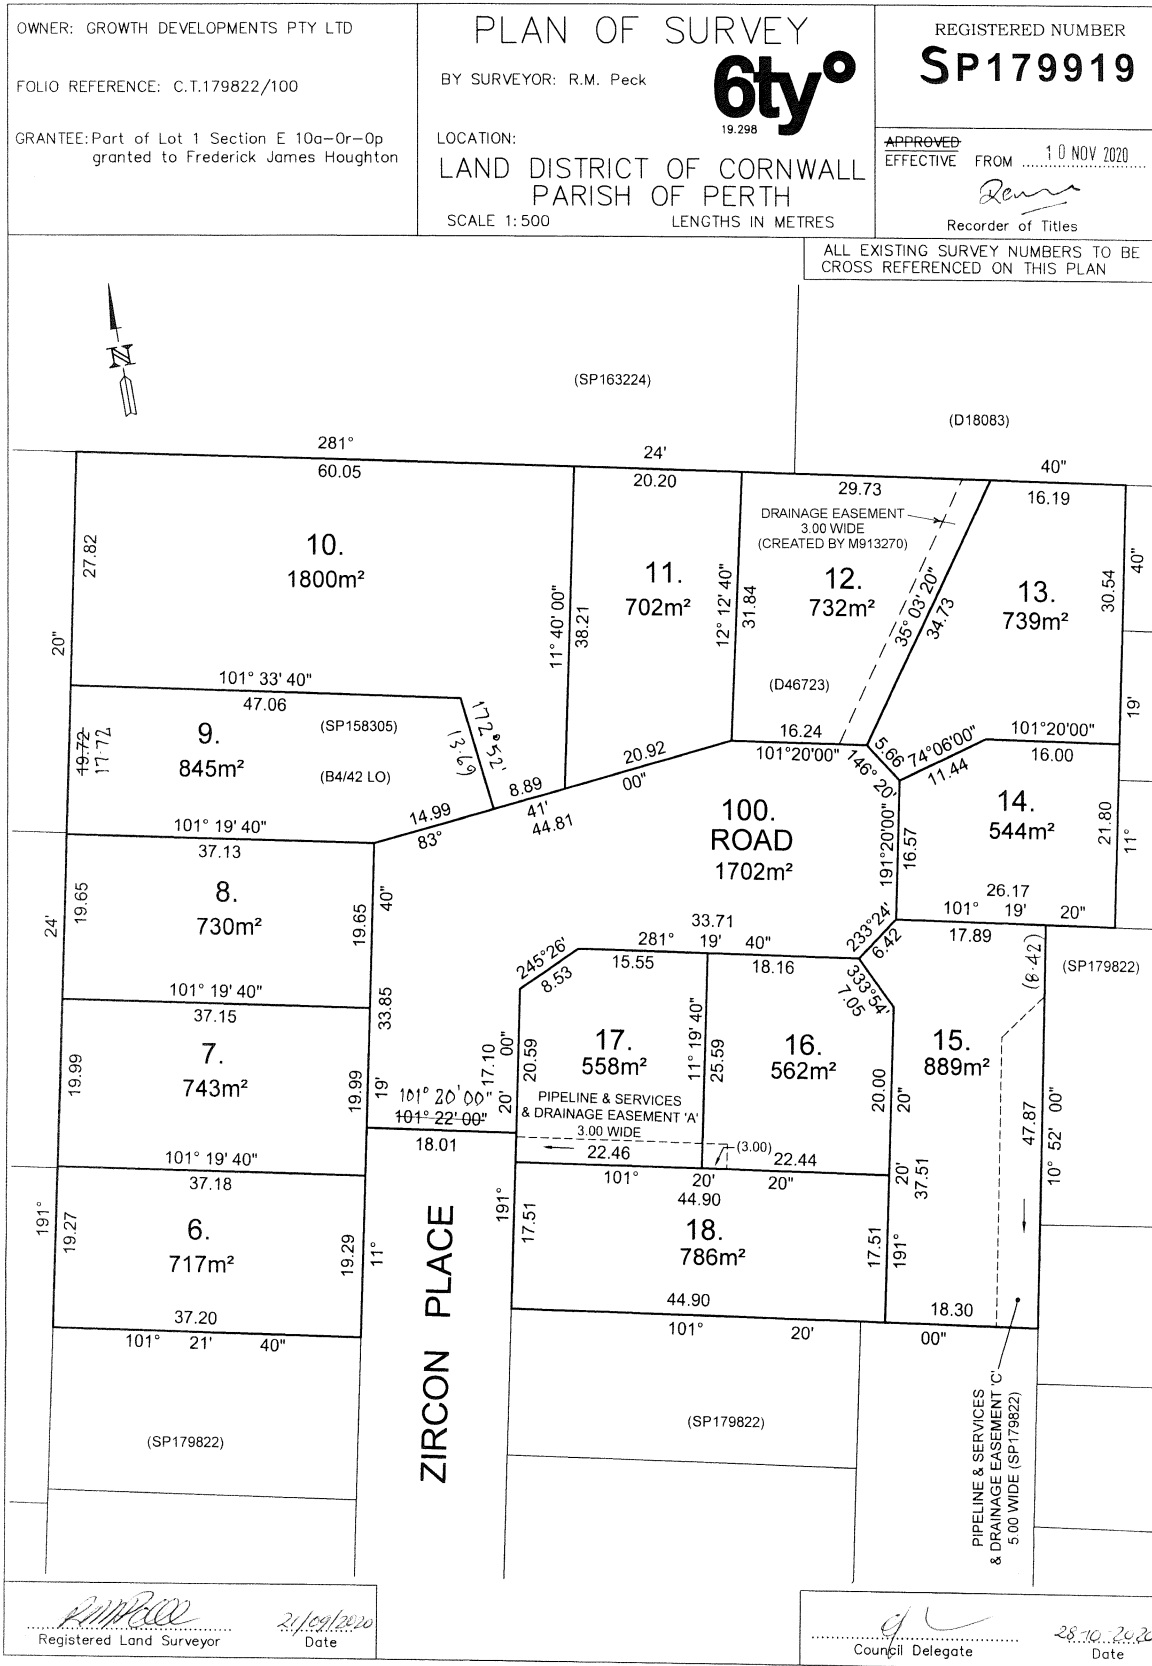 OWNER: GROWTH DEVELOPMENTS PTY LTD
FOLIO REFERENCE: C.T.179822/100
GRANTEE: Part of Lot 1 Section E 10a-0r-0p
granted to Frederick James Houghton
PLAN OF SURVEY
BY SURVEYOR: R.M. Peck
6ty°
19.298
LOCATION:
LAND DISTRICT OF CORNWALL
PARISH OF PERTH
SCALE 1:500 LENGTHS IN METRES
REGISTERED NUMBER
SP179919
APPROVED
EFFECTIVE FROM 10 NOV 2020
Recorder of Titles
ALL EXISTING SURVEY NUMBERS TO BE
CROSS REFERENCED ON THIS PLAN
N
(SP163224)
(D18083)
281° 24' 40"
60.05
20.20
29.73
16.19
DRAINAGE EASEMENT
3.00 WIDE
(CREATED BY M913270)
27.82
10.
1800m²
11° 40' 00"
38.21
11.
702m²
12° 12' 40"
31.84
12.
732m²
35° 03' 20"
34.73
13.
739m²
30.54
40"
20"
101° 33' 40"
47.06
(SP158305)
172°52'
13.69
(D46723)
19.72
17.72
9.
845m²
(B4/42 LO)
16.24
101°20'00"
5.66
146° 20'
74°06'00"
11.44
101°20'00"
16.00
19'
14.99
8.89
20.92
83° 41' 00"
44.81
100.
ROAD
1702m²
191°20'00"
16.57
14.
544m²
21.80
11°
101° 19' 40"
37.13
19.65
8.
730m²
19.65
40"
24'
26.17
101° 19' 20"
17.89
(8.42)
(SP179822)
33.71
281° 19' 40"
233°24'
6.42
245°26'
8.53
15.55
18.16
333°54'
7.05
101° 19' 40"
37.15
33.85
19.99
7.
743m²
19.99
19'
17.10
00"
20.59
20'
17.
558m²
11° 19' 40"
25.59
16.
562m²
20.00
20"
15.
889m²
47.87
10° 52' 00"
101° 20' 00"
101° 22' 00"
18.01
PIPELINE & SERVICES
& DRAINAGE EASEMENT 'A'
3.00 WIDE
(3.00)
22.46
22.44
101° 20' 20"
44.90
20'
37.51
101° 19' 40"
37.18
191°
19.27
6.
717m²
19.29
11°
191°
17.51
18.
786m²
17.51
191°
37.20
101° 21' 40"
44.90
18.30
101° 20' 00"
ZIRCON PLACE
(SP179822)
(SP179822)
PIPELINE & SERVICES
& DRAINAGE EASEMENT 'C'
5.00 WIDE (SP179822)
21/09/2020
Registered Land Surveyor Date
28-10-2020
Council Delegate Date